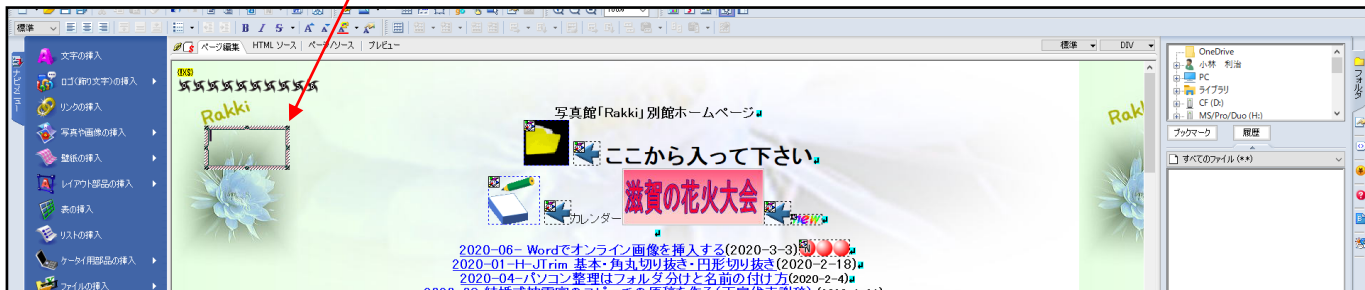 標準
B I S
ページ編集 HTML ソース ページ/ソース プレビュー
標準 DIV
ナビメニュー
文字の挿入
ロゴ(飾り文字)の挿入
リンクの挿入
写真や画像の挿入
壁紙の挿入
レイアウト部品の挿入
表の挿入
リストの挿入
ケータイ用部品の挿入
ファイルの挿入
Rakki
写真館「Rakki」別館ホームページ
ここから入って下さい。
カレンダー
滋賀の花火大会
New
2020-06- Wordでオンライン画像を挿入する(2020-3-3)
2020-01-H-JTrim 基本・角丸切り抜き・円形切り抜き(2020-2-18)
2020-04-パソコン整理はフォルダ分けと名前の付け方(2020-2-4)
Rak
OneDrive
小林 利治
PC
ライブラリ
CF (D:)
MS/Pro/Duo (H:)
ブックマーク 履歴
すべてのファイル (*.*)
フォルダ